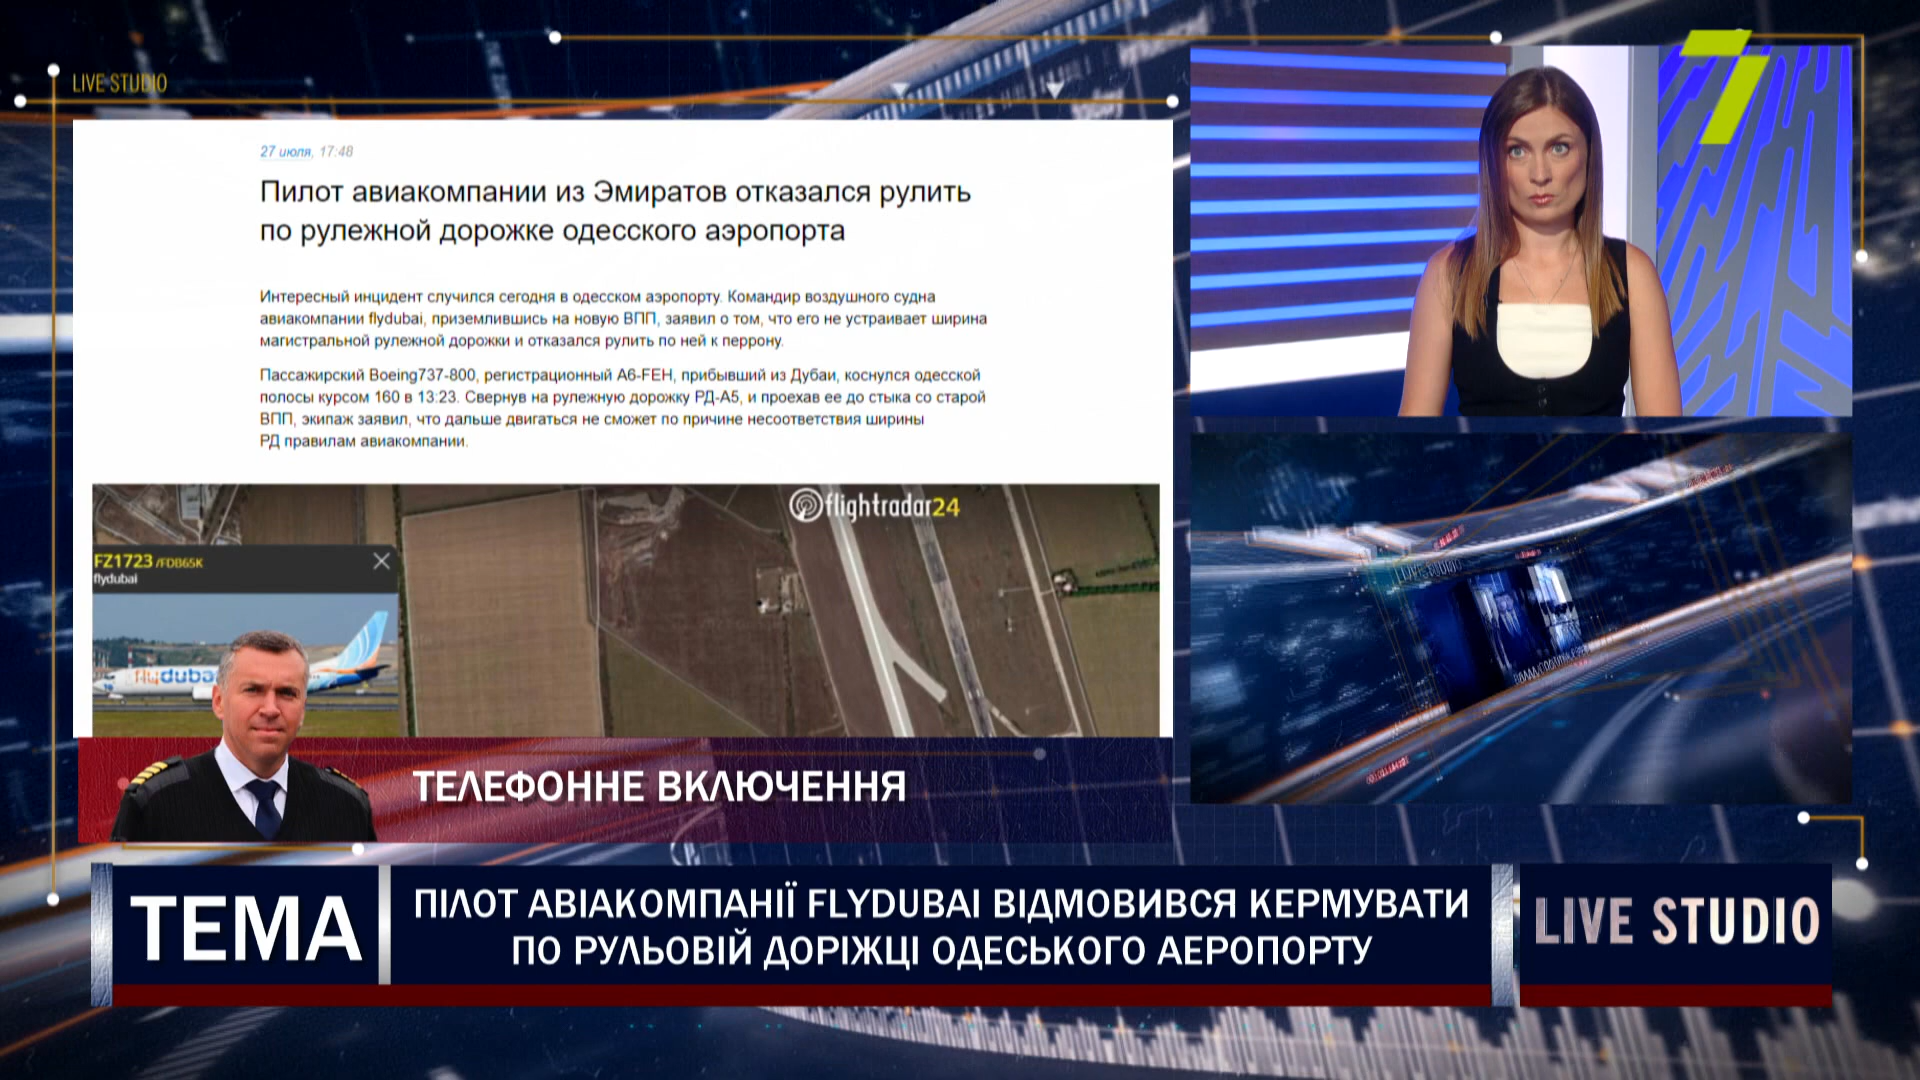 LIVE STUDIO
7
27 июля, 17:48
Пилот авиакомпании из Эмиратов отказался рулить
по рулежной дорожке одесского аэропорта
Интересный инцидент случился сегодня в одесском аэропорту. Командир воздушного судна
авиакомпании flydubai, приземлившись на новую ВПП, заявил о том, что его не устраивает ширина
магистральной рулежной дорожки и отказался рулить по ней к перрону.
Пассажирский Boeing737-800, регистрационный A6-FEH, прибывший из Дубаи, коснулся одесской
полосы курсом 160 в 13:23. Свернув на рулежную дорожку РД-А5, и проехав ее до стыка со старой
ВПП, экипаж заявил, что дальше двигаться не сможет по причине несоответствия ширины
РД правилам авиакомпании.
flightradar24
FZ1723 /FDB65K
flydubai
flyduba
LIVE STUDIO
ТЕЛЕФОННЕ ВКЛЮЧЕННЯ
ТЕМА
ПІЛОТ АВІАКОМПАНІЇ FLYDUBAI ВІДМОВИВСЯ КЕРМУВАТИ
ПО РУЛЬОВІЙ ДОРІЖЦІ ОДЕСЬКОГО АЕРОПОРТУ
LIVE STUDIO